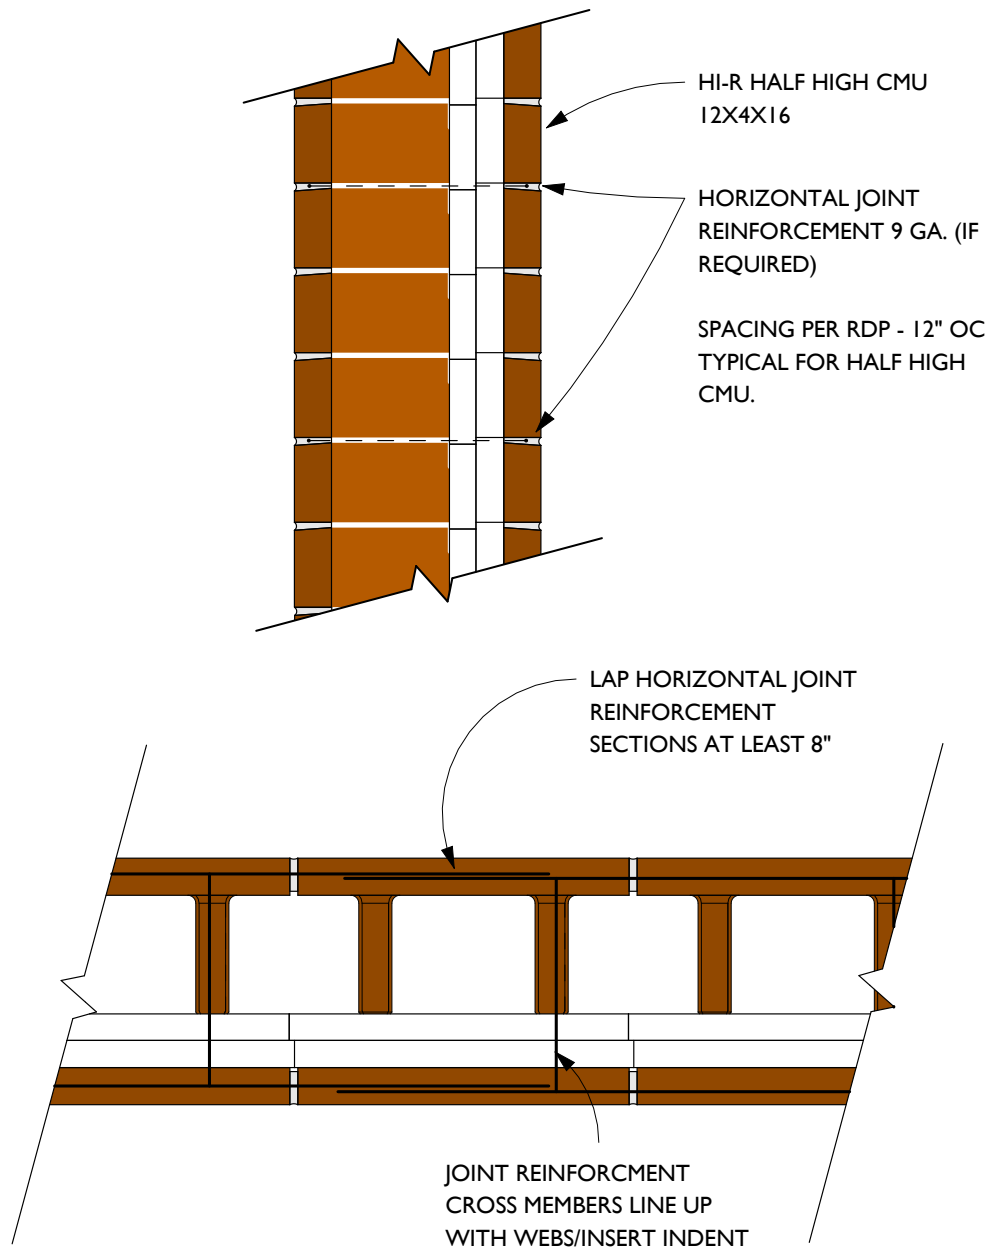 HI-R HALF HIGH CMU
12X4X16
HORIZONTAL JOINT
REINFORCEMENT 9 GA. (IF
REQUIRED)
SPACING PER RDP - 12" OC
TYPICAL FOR HALF HIGH
CMU.
LAP HORIZONTAL JOINT
REINFORCEMENT
SECTIONS AT LEAST 8"
JOINT REINFORCMENT
CROSS MEMBERS LINE UP
WITH WEBS/INSERT INDENT